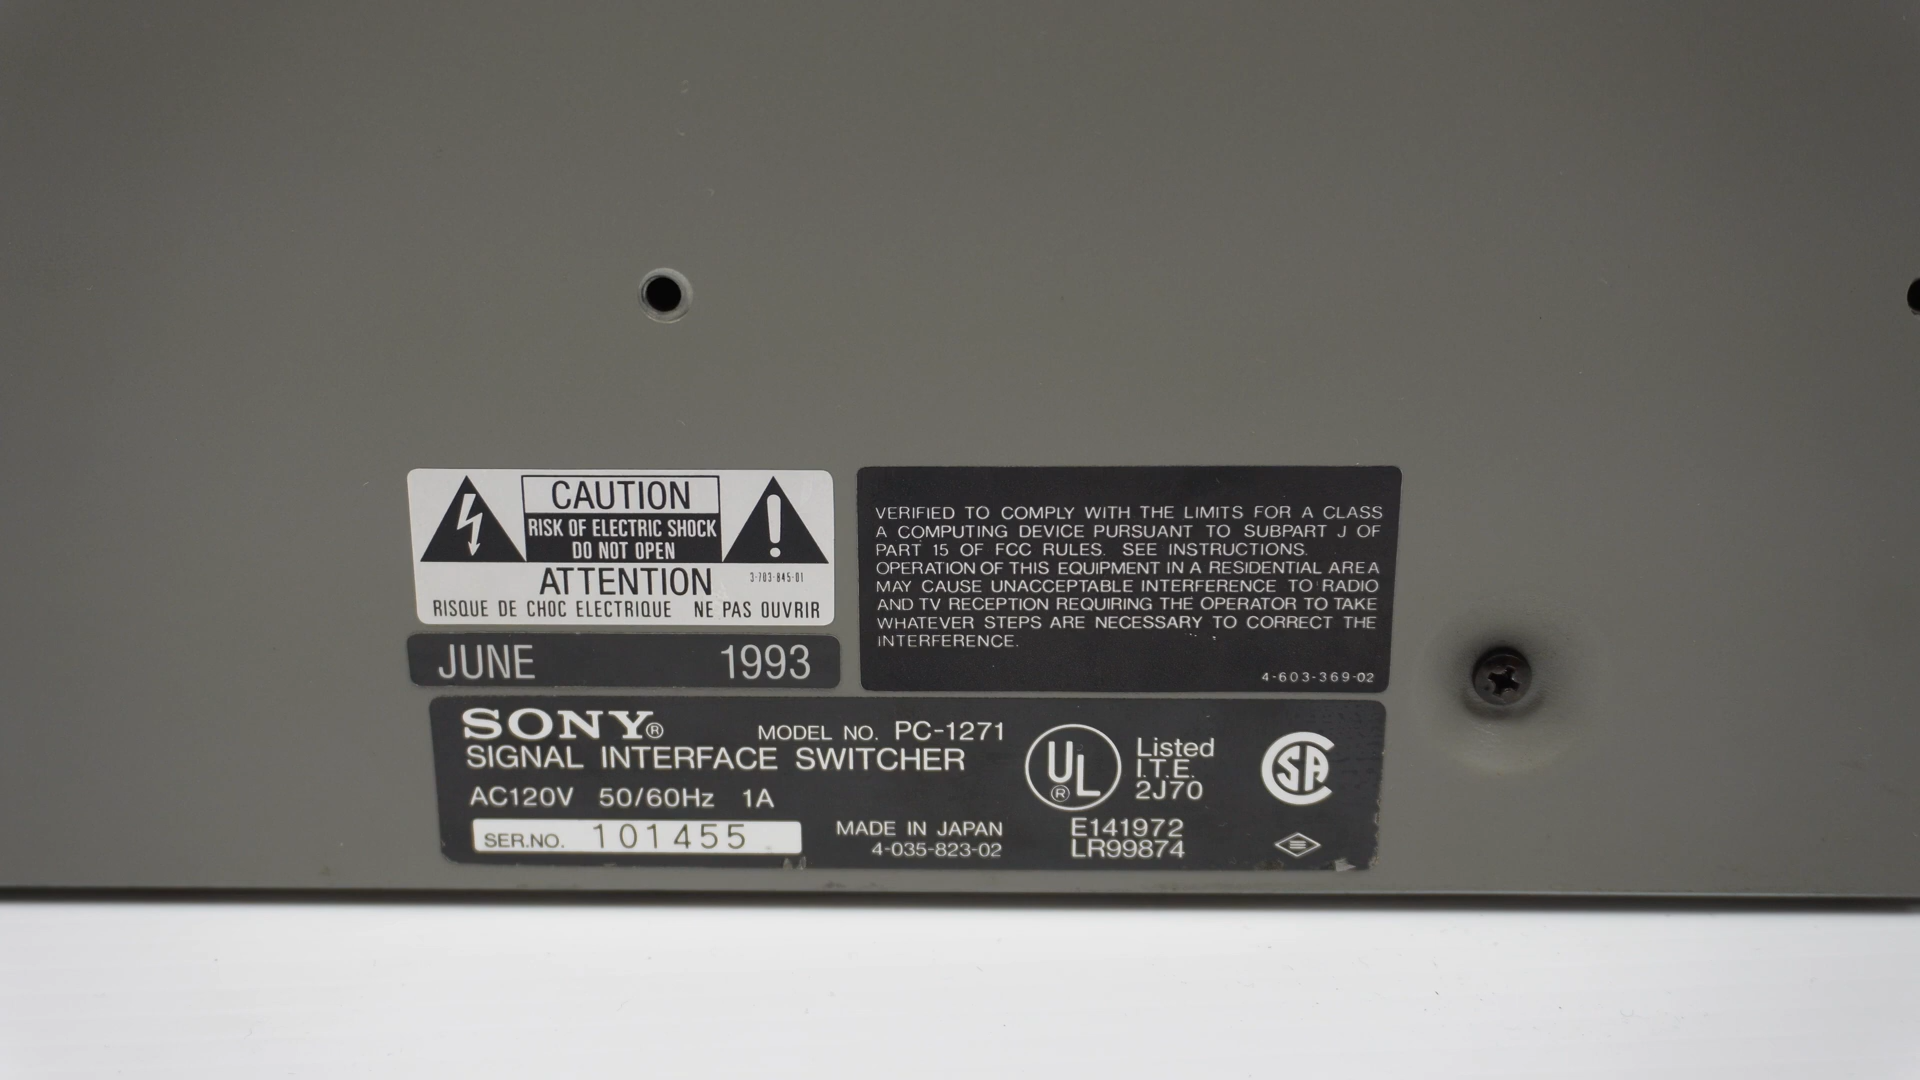 CAUTION
RISK OF ELECTRIC SHOCK
DO NOT OPEN
ATTENTION 3-703-845-01
RISQUE DE CHOC ELECTRIQUE NE PAS OUVRIR
JUNE 1993
VERIFIED TO COMPLY WITH THE LIMITS FOR A CLASS
A COMPUTING DEVICE PURSUANT TO SUBPART J OF
PART 15 OF FCC RULES. SEE INSTRUCTIONS.
OPERATION OF THIS EQUIPMENT IN A RESIDENTIAL AREA
MAY CAUSE UNACCEPTABLE INTERFERENCE TO RADIO
AND TV RECEPTION REQUIRING THE OPERATOR TO TAKE
WHATEVER STEPS ARE NECESSARY TO CORRECT THE
INTERFERENCE.
4-603-369-02
SONY® MODEL NO. PC-1271
SIGNAL INTERFACE SWITCHER
AC120V 50/60Hz 1A
SER.NO. 101455
MADE IN JAPAN
4-035-823-02
UL®
Listed
I.T.E.
2J70
E141972
LR99874
SA